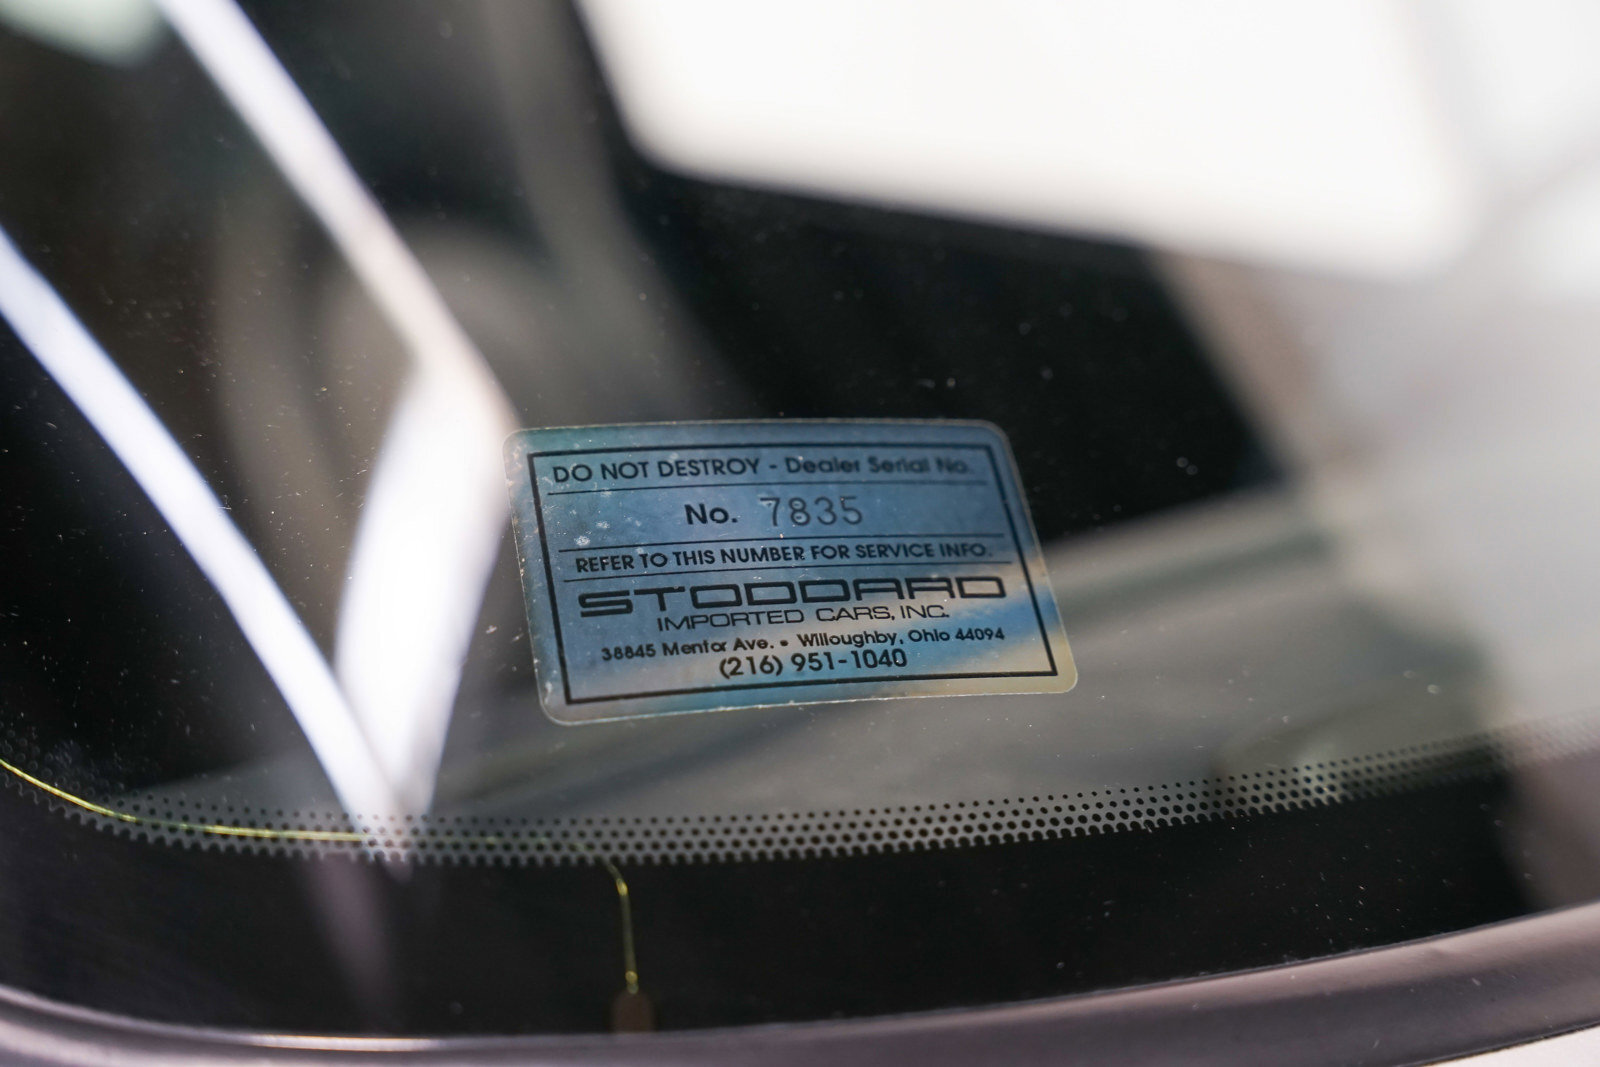 DO NOT DESTROY - Dealer Serial No.
No. 7835
REFER TO THIS NUMBER FOR SERVICE INFO.
STODDARD
IMPORTED CARS, INC.
38845 Mentor Ave. • Willoughby, Ohio 44094
(216) 951-1040